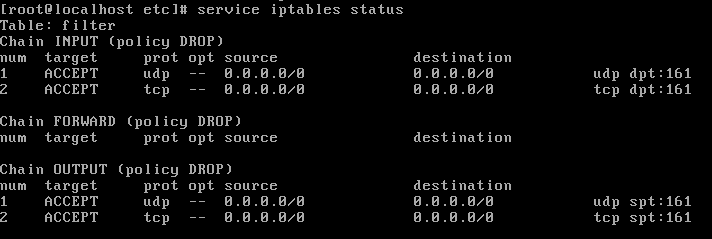 [root@localhost etc]# service iptables status
Table: filter
Chain INPUT (policy DROP)
num  target     prot opt source               destination
1    ACCEPT     udp  --  0.0.0.0/0            0.0.0.0/0           udp dpt:161
2    ACCEPT     tcp  --  0.0.0.0/0            0.0.0.0/0           tcp dpt:161
Chain FORWARD (policy DROP)
num  target     prot opt source               destination
Chain OUTPUT (policy DROP)
num  target     prot opt source               destination
1    ACCEPT     udp  --  0.0.0.0/0            0.0.0.0/0           udp spt:161
2    ACCEPT     tcp  --  0.0.0.0/0            0.0.0.0/0           tcp spt:161